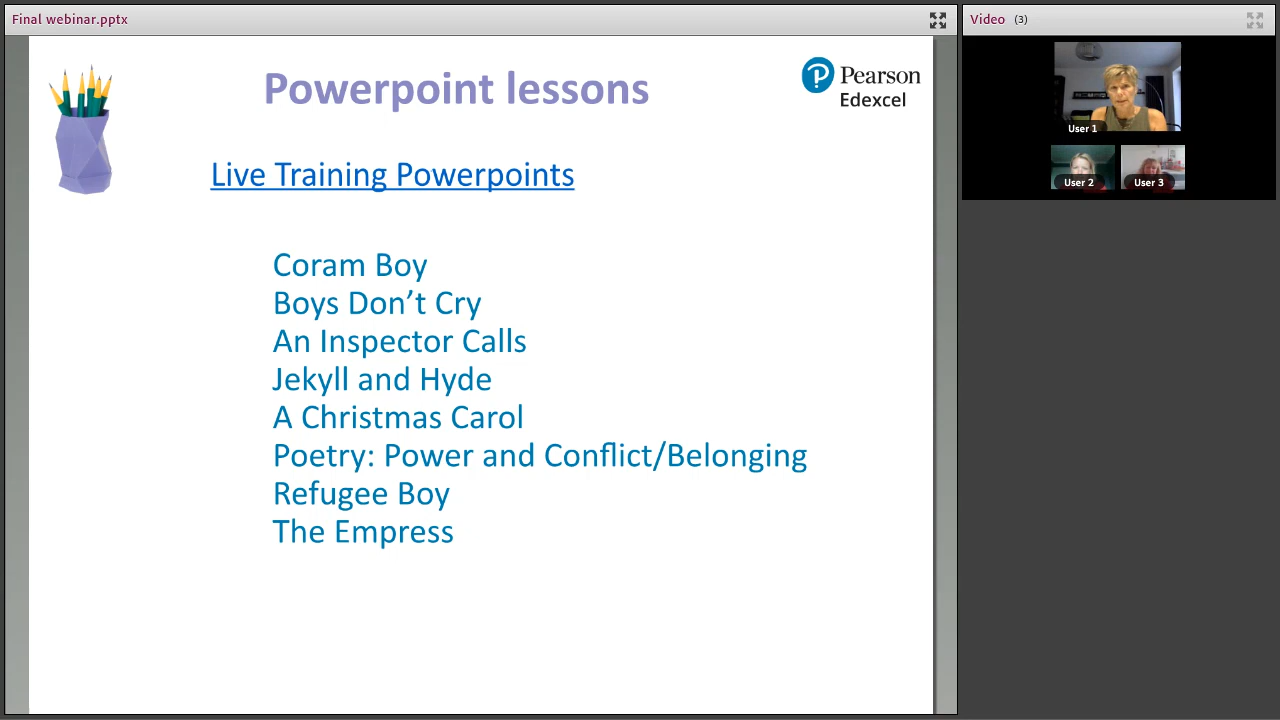 Final webinar.pptx
Video (3)
Powerpoint lessons
Pearson
Edexcel
Live Training Powerpoints
Coram Boy
Boys Don’t Cry
An Inspector Calls
Jekyll and Hyde
A Christmas Carol
Poetry: Power and Conflict/Belonging
Refugee Boy
The Empress
User 1
User 2
User 3